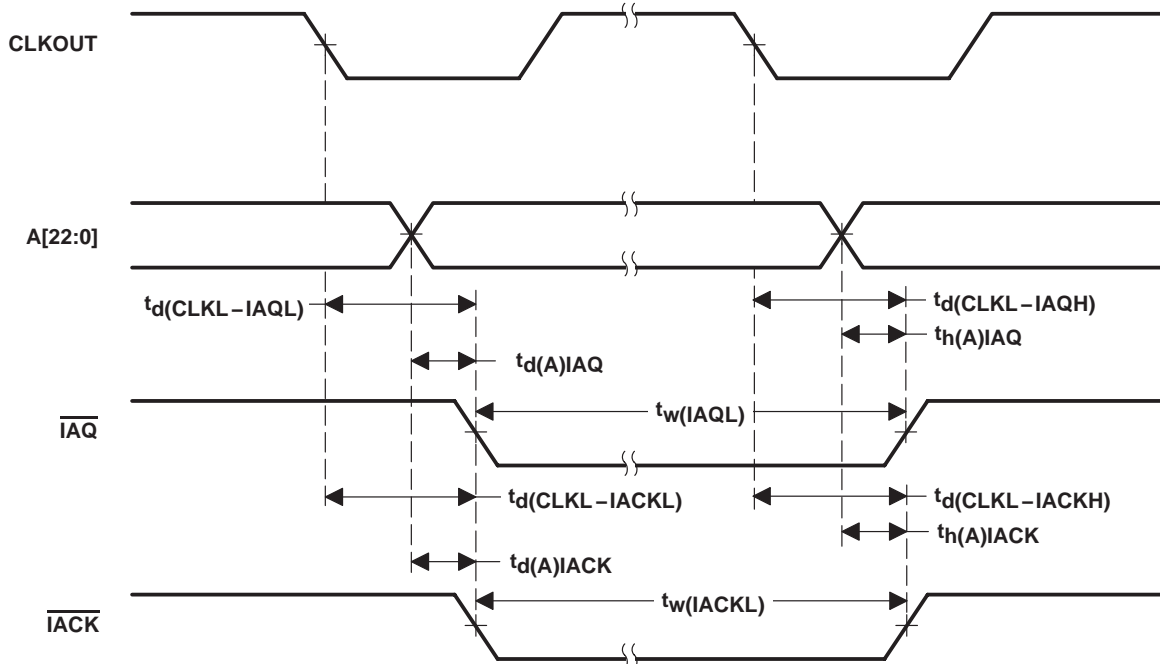 CLKOUT
A[22:0]
td(CLKL−IAQL)
td(CLKL−IAQH)
th(A)IAQ
td(A)IAQ
tw(IAQL)
IAQ
td(CLKL−IACKL)
td(CLKL−IACKH)
th(A)IACK
td(A)IACK
tw(IACKL)
IACK